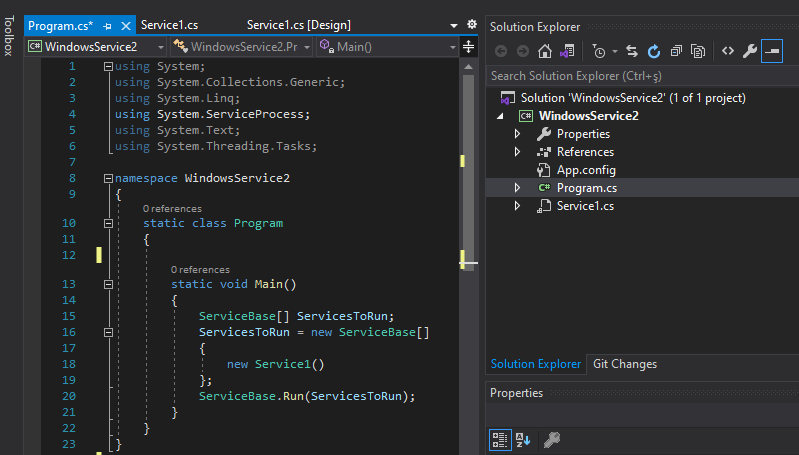 Toolbox
Program.cs*
Service1.cs
Service1.cs [Design]
C# WindowsService2
WindowsService2.Pr
Main()
1 using System;
2 using System.Collections.Generic;
3 using System.Linq;
4 using System.ServiceProcess;
5 using System.Text;
6 using System.Threading.Tasks;
7
8 namespace WindowsService2
9 {
0 references
10 static class Program
11 {
12
0 references
13 static void Main()
14 {
15 ServiceBase[] ServicesToRun;
16 ServicesToRun = new ServiceBase[]
17 {
18 new Service1()
19 };
20 ServiceBase.Run(ServicesToRun);
21 }
22 }
23 }
Solution Explorer
Search Solution Explorer (Ctrl+ş)
Solution 'WindowsService2' (1 of 1 project)
C# WindowsService2
Properties
References
App.config
C# Program.cs
Service1.cs
Solution Explorer
Git Changes
Properties